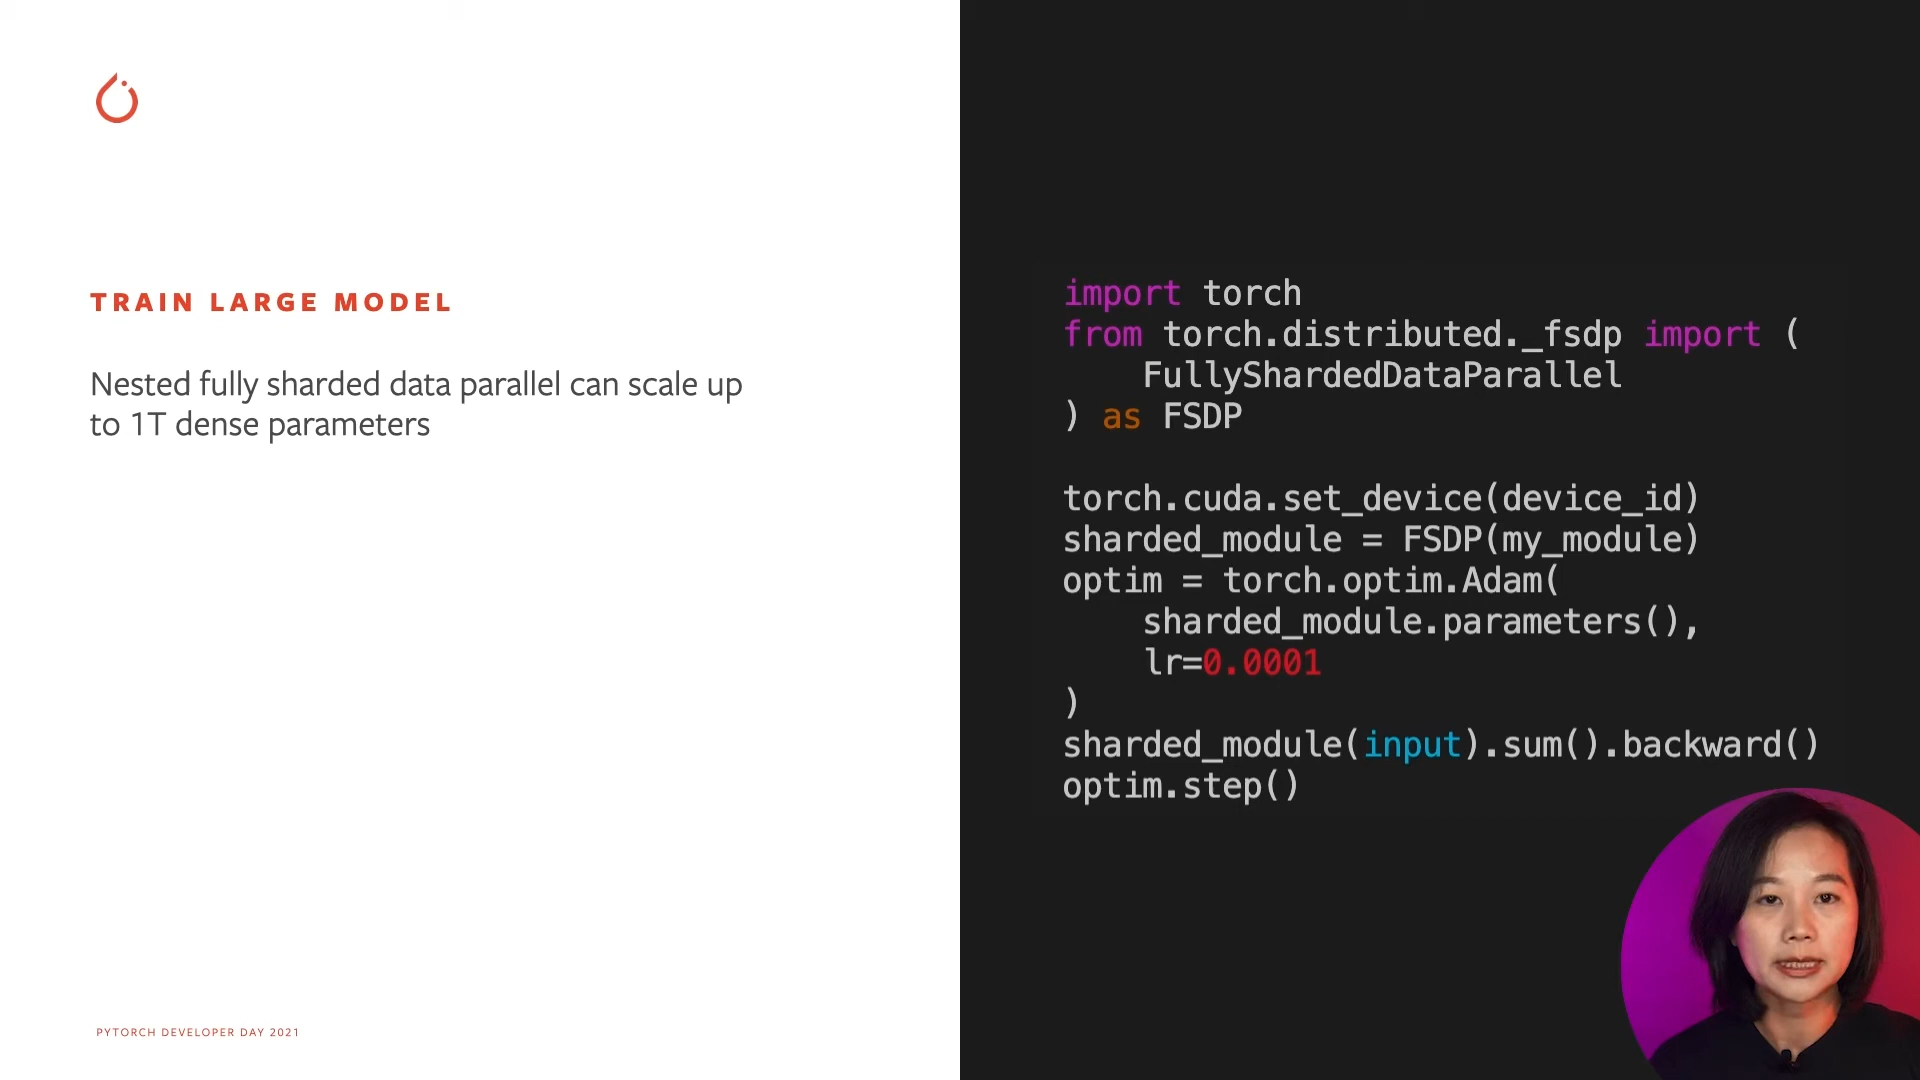 TRAIN LARGE MODEL
Nested fully sharded data parallel can scale up
to 1T dense parameters
PYTORCH DEVELOPER DAY 2021
import torch
from torch.distributed._fsdp import (
    FullyShardedDataParallel
) as FSDP

torch.cuda.set_device(device_id)
sharded_module = FSDP(my_module)
optim = torch.optim.Adam(
    sharded_module.parameters(),
    lr=0.0001
)
sharded_module(input).sum().backward()
optim.step()